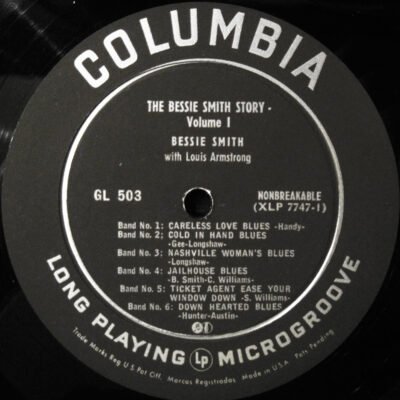 COLUMBIA
THE BESSIE SMITH STORY -
Volume I
BESSIE SMITH
with Louis Armstrong
GL 503
NONBREAKABLE
(XLP 7747-1)
Band No. 1: CARELESS LOVE BLUES -Handy-
Band No. 2: COLD IN HAND BLUES
-Gee-Longshaw-
Band No. 3: NASHVILLE WOMAN'S BLUES
-Longshaw-
Band No. 4: JAILHOUSE BLUES
-B. Smith-C. Williams-
Band No. 5: TICKET AGENT EASE YOUR
WINDOW DOWN -S. Williams-
Band No. 6: DOWN HEARTED BLUES
-Hunter-Austin-
LONG PLAYING Lp MICROGROOVE
Trade Marks Reg U.S Pat Off. Marcas Registradas. Made in U.S.A. Pats Pending.